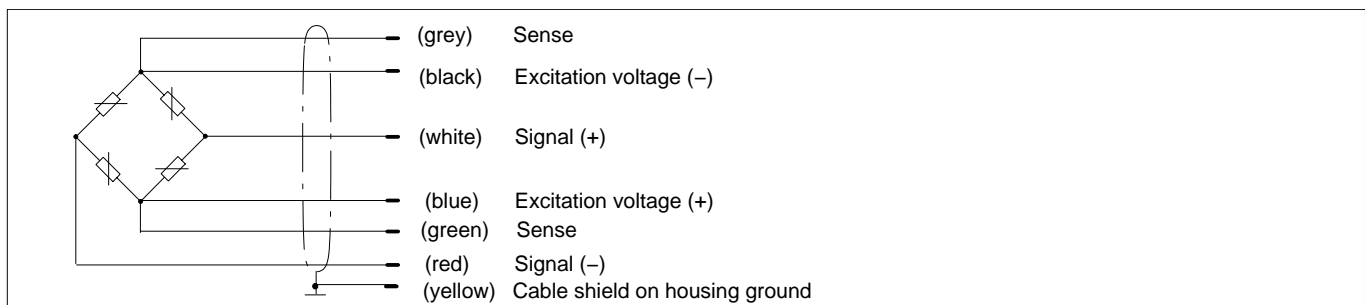 (grey) Sense
(black) Excitation voltage (−)
(white) Signal (+)
(blue) Excitation voltage (+)
(green) Sense
(red) Signal (−)
(yellow) Cable shield on housing ground